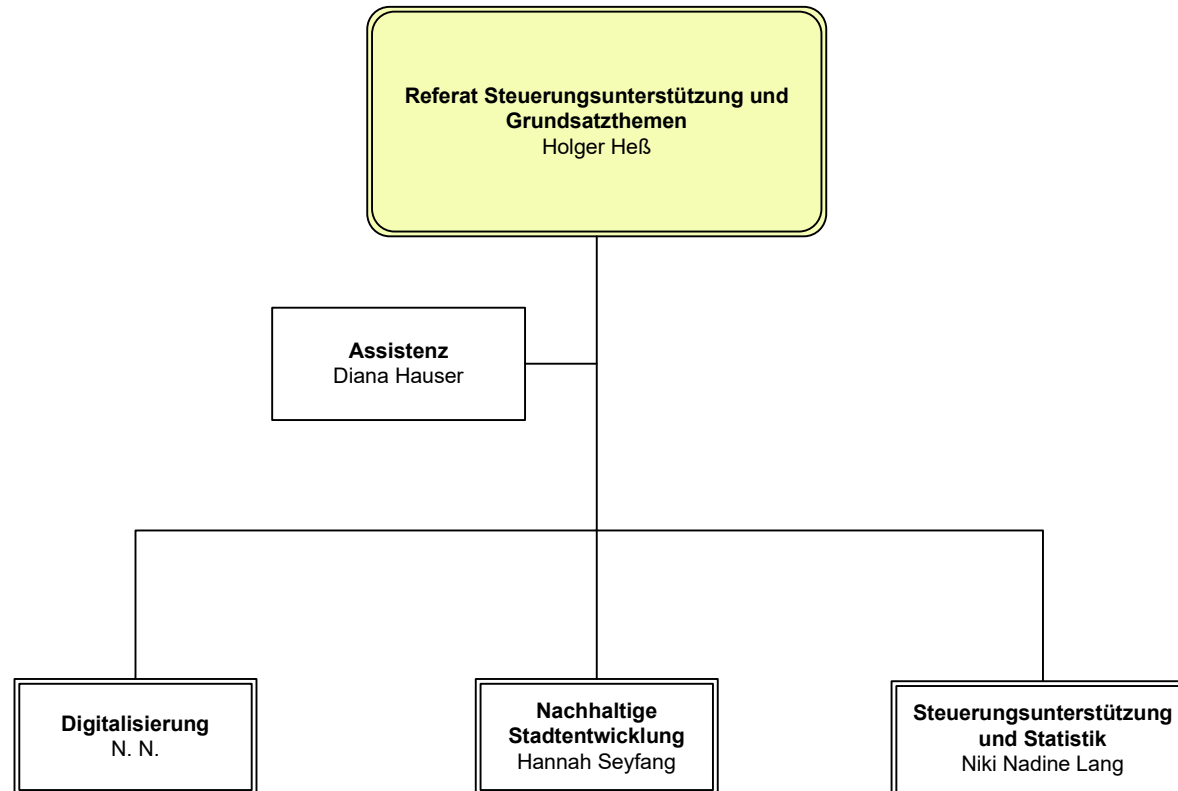 Referat Steuerungsunterstützung und
Grundsatzthemen
Holger Heß
Assistenz
Diana Hauser
Digitalisierung
N. N.
Nachhaltige
Stadtentwicklung
Hannah Seyfang
Steuerungsunterstützung
und Statistik
Niki Nadine Lang